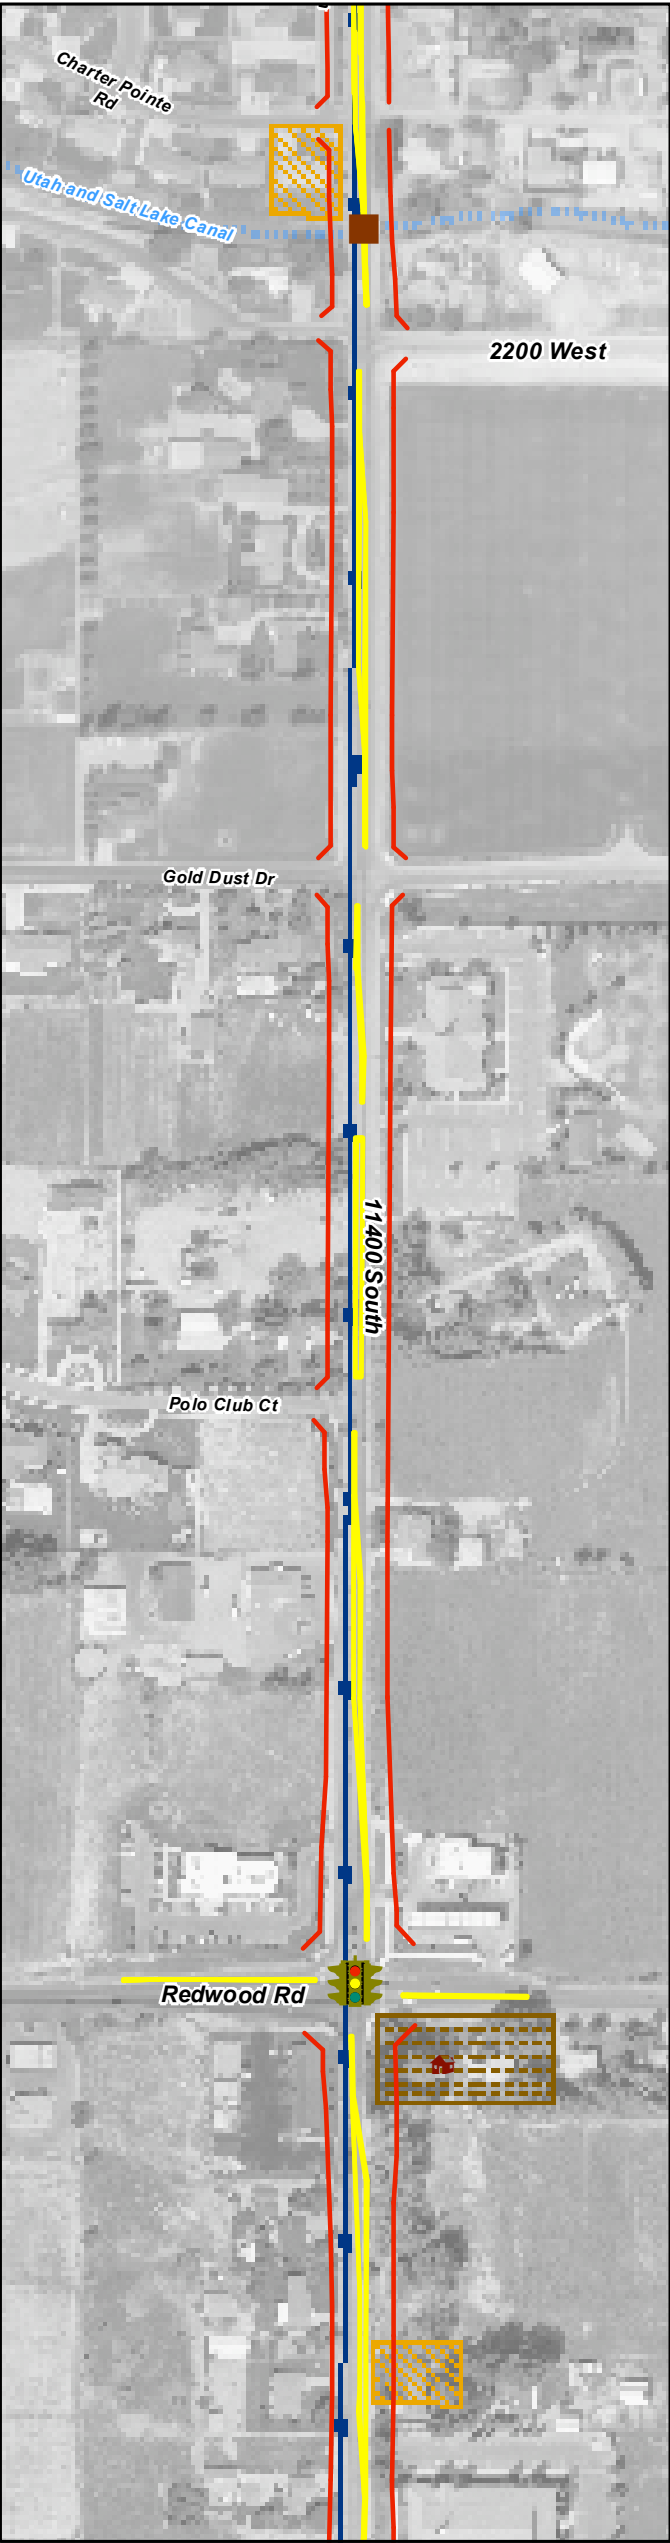 Charter Pointe
Rd
Utah and Salt Lake Canal
2200 West
Gold Dust Dr
11400 South
Polo Club Ct
Redwood Rd